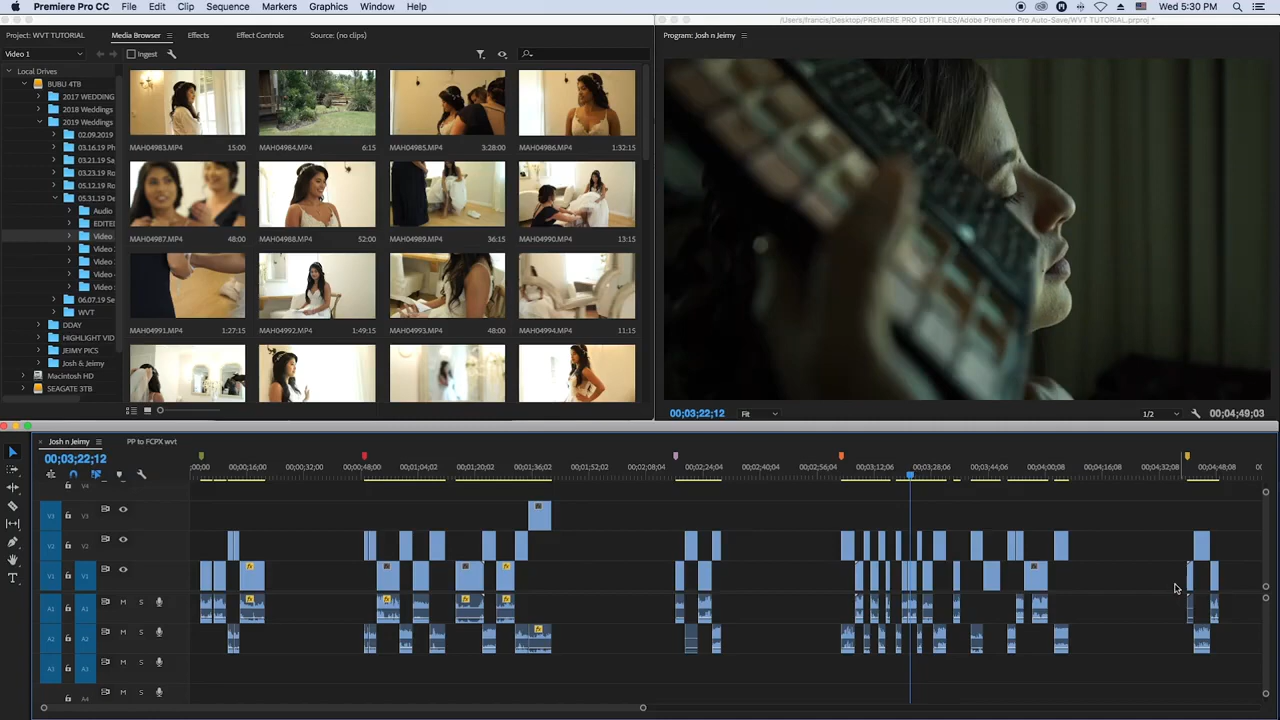 Premiere Pro CC File Edit Clip Sequence Markers Graphics Window Help Wed 5:30 PM
/Users/francis/Desktop/PREMIERE PRO EDIT FILES/Adobe Premiere Pro Auto-Save/WVT TUTORIAL.prproj *
Project: WVT TUTORIAL Media Browser Effects Effect Controls Source: (no clips) Program: Josh n Jeimy
Video 1 Ingest
Local Drives
BUBU 4TB
2017 WEDDING
2018 Weddings
2019 Weddings
02.09.2019
03.16.19 Ph
03.21.19 Sa
03.23.19 Ro
05.12.19 Ro
05.31.19 De
Audio
EDITE
Video
Video
Video
Video
Video
06.07.19 Se
WVT
DDAY
HIGHLIGHT VID
JEIMY PICS
Josh & Jeimy
Macintosh HD
SEAGATE 3TB
MAH04983.MP4 15:00 MAH04984.MP4 6:15 MAH04985.MP4 3:28:00 MAH04986.MP4 1:32:15
MAH04987.MP4 48:00 MAH04988.MP4 52:00 MAH04989.MP4 36:15 MAH04990.MP4 13:15
MAH04991.MP4 1:27:15 MAH04992.MP4 1:49:15 MAH04993.MP4 48:00 MAH04994.MP4 11:15
00;03;22;12 Fit 1/2 00;04;49;03
Josh n Jeimy PP to FCPX wvt
00;03;22;12
;00;00 00;00;16;00 00;00;32;00 00;00;48;00 00;01;04;02 00;01;20;02 00;01;36;02 00;01;52;02 00;02;08;04 00;02;24;04 00;02;40;04 00;02;56;04 00;03;12;06 00;03;28;06 00;03;44;06 00;04;00;08 00;04;16;08 00;04;32;08 00;04;48;08 00
V4
V3 V3
V2 V2
V1 V1 fx fx
A1 A1 M S fx fx fx fx
A2 A2 M S fx
A3 A3 M S
A4 M S